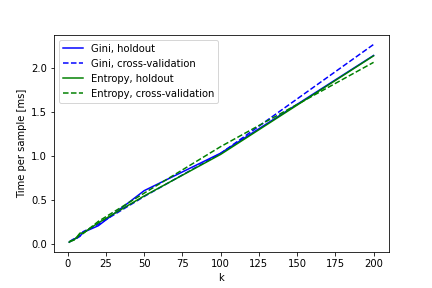 Gini, holdout
Gini, cross-validation
Entropy, holdout
Entropy, cross-validation
Time per sample [ms]
2.0
1.5
1.0
0.5
0.0
0 25 50 75 100 125 150 175 200
k